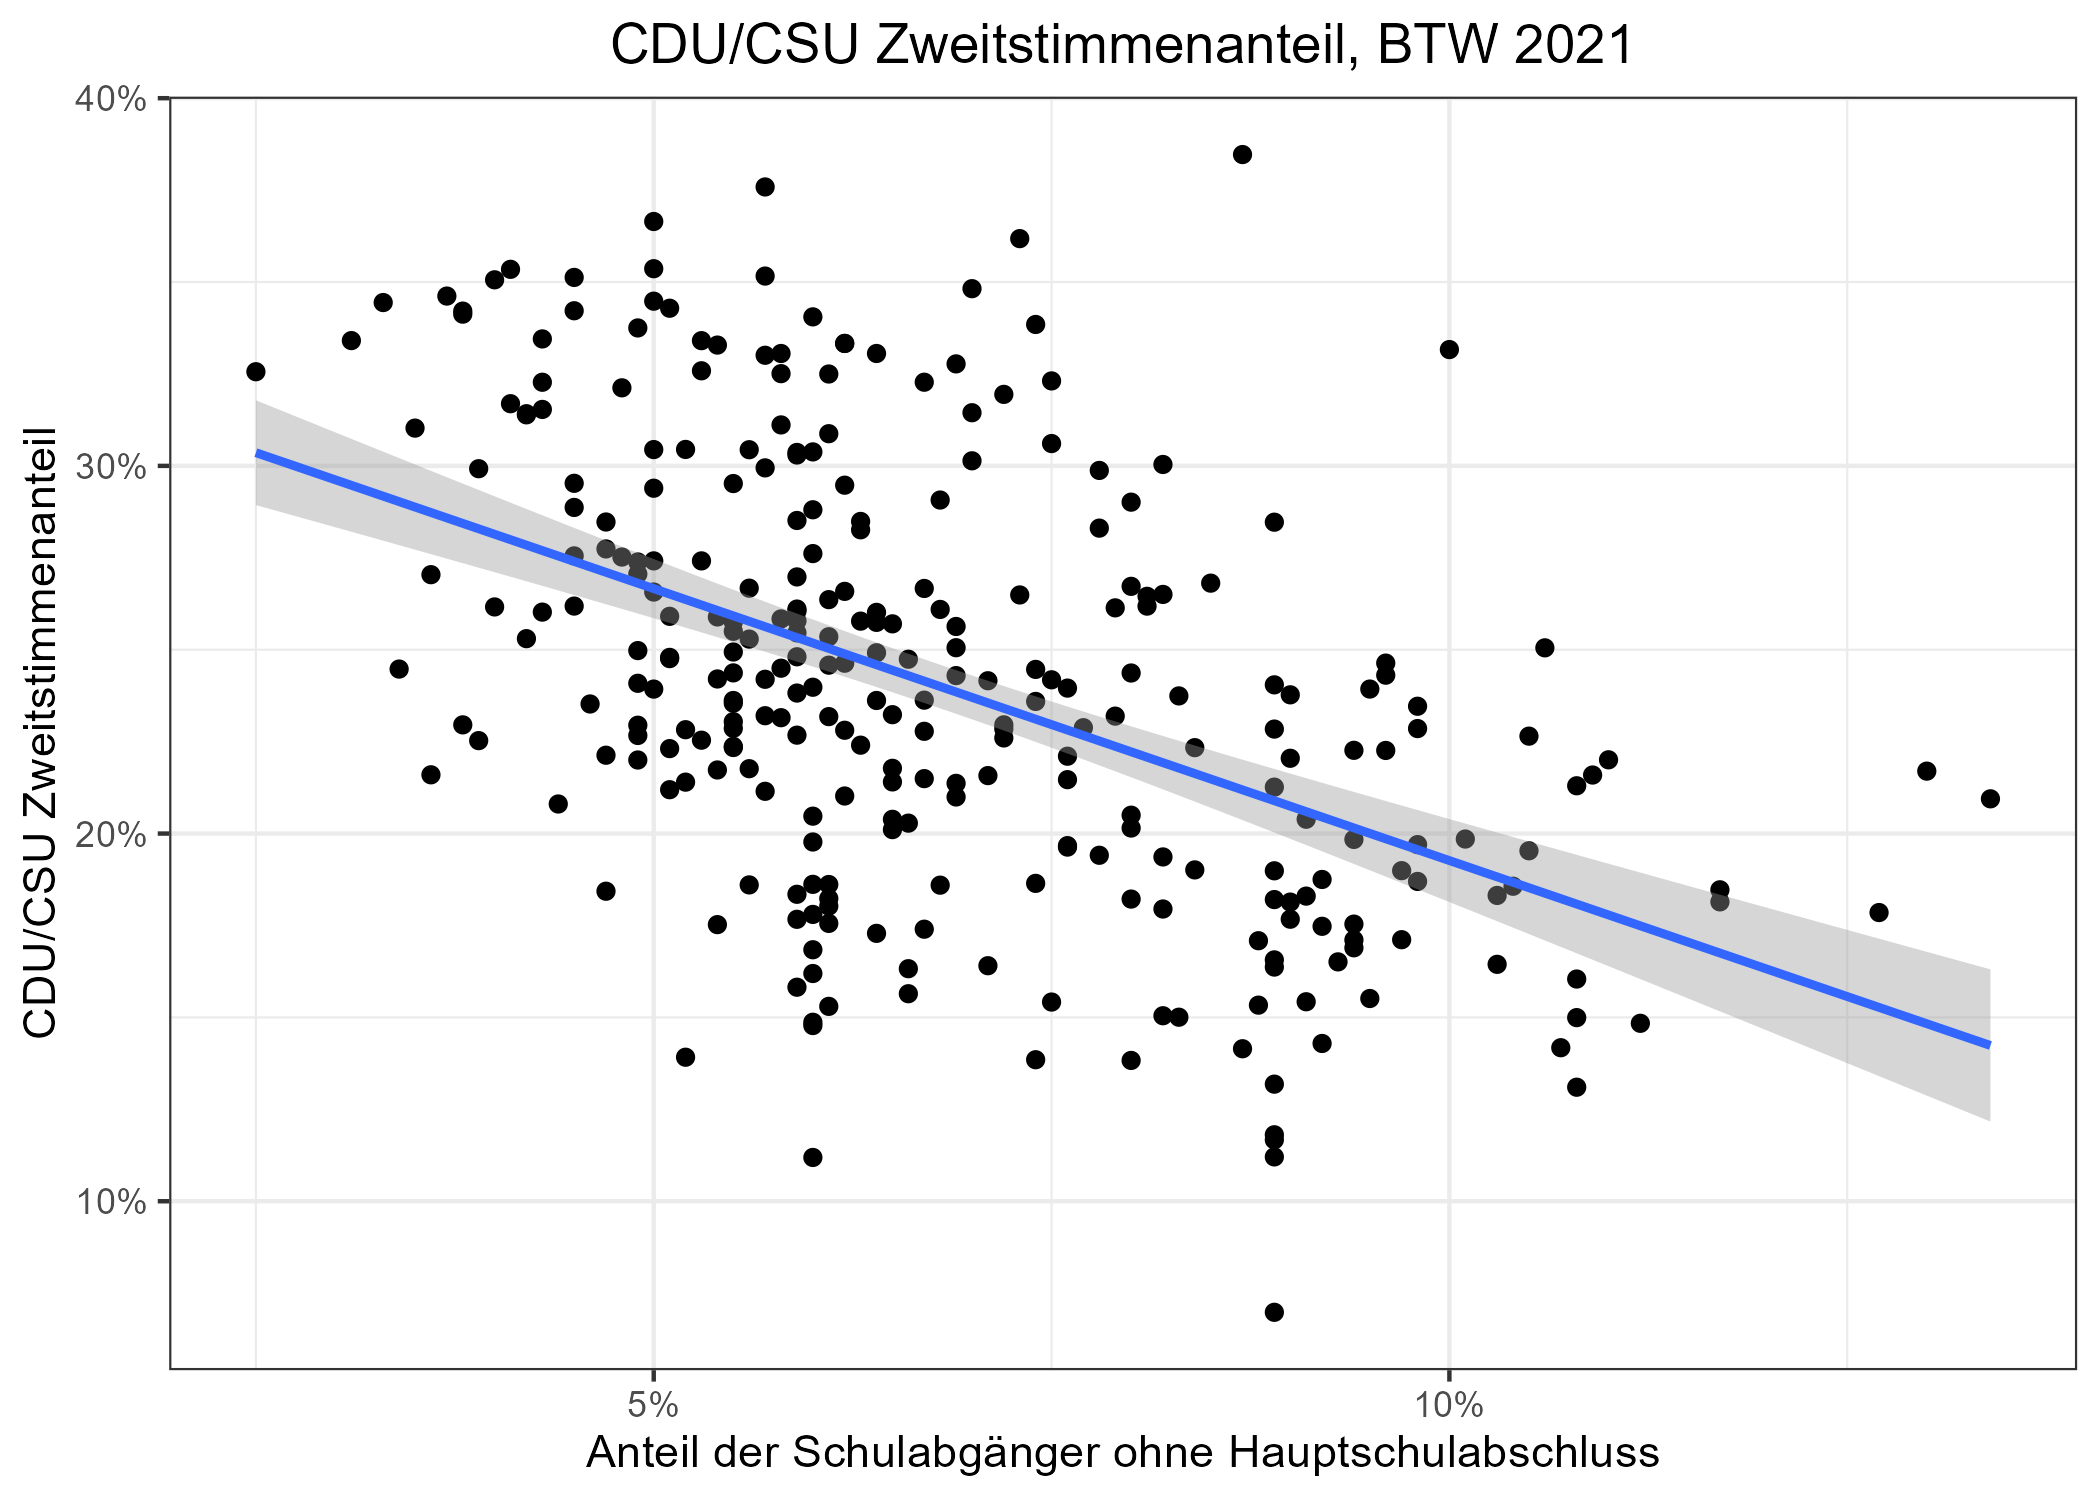 CDU/CSU Zweitstimmenanteil, BTW 2021
40%
30%
20%
10%
CDU/CSU Zweitstimmenanteil
5%
10%
Anteil der Schulabgänger ohne Hauptschulabschluss